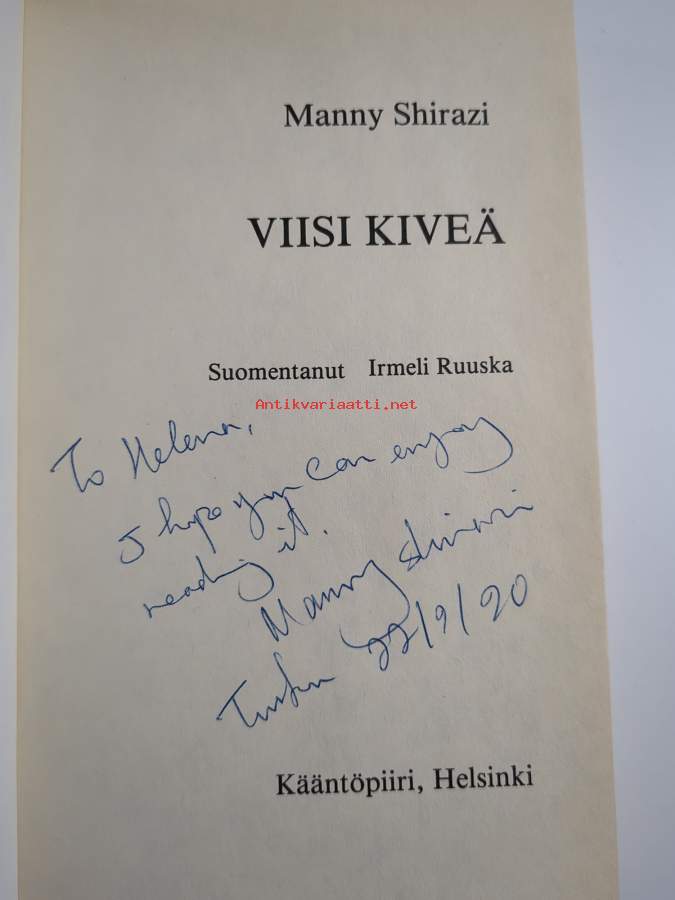 Manny Shirazi
VIISI KIVEÄ
Suomentanut Irmeli Ruuska
Antikvariaatti.net
To Helena,
I hope you can enjoy
reading it.
Manny Shirazi
Turku 22/9/90
Kääntöpiiri, Helsinki